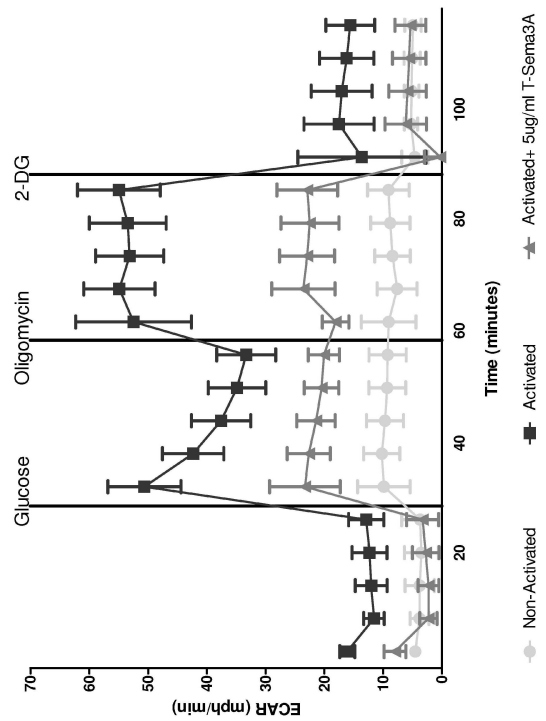 Glucose
Oligomycin
2-DG
70
60
50
40
30
20
10
0
ECAR (mph/min)
20
40
60
80
100
Time (minutes)
Non-Activated
Activated
Activated+ 5ug/ml T-Sema3A